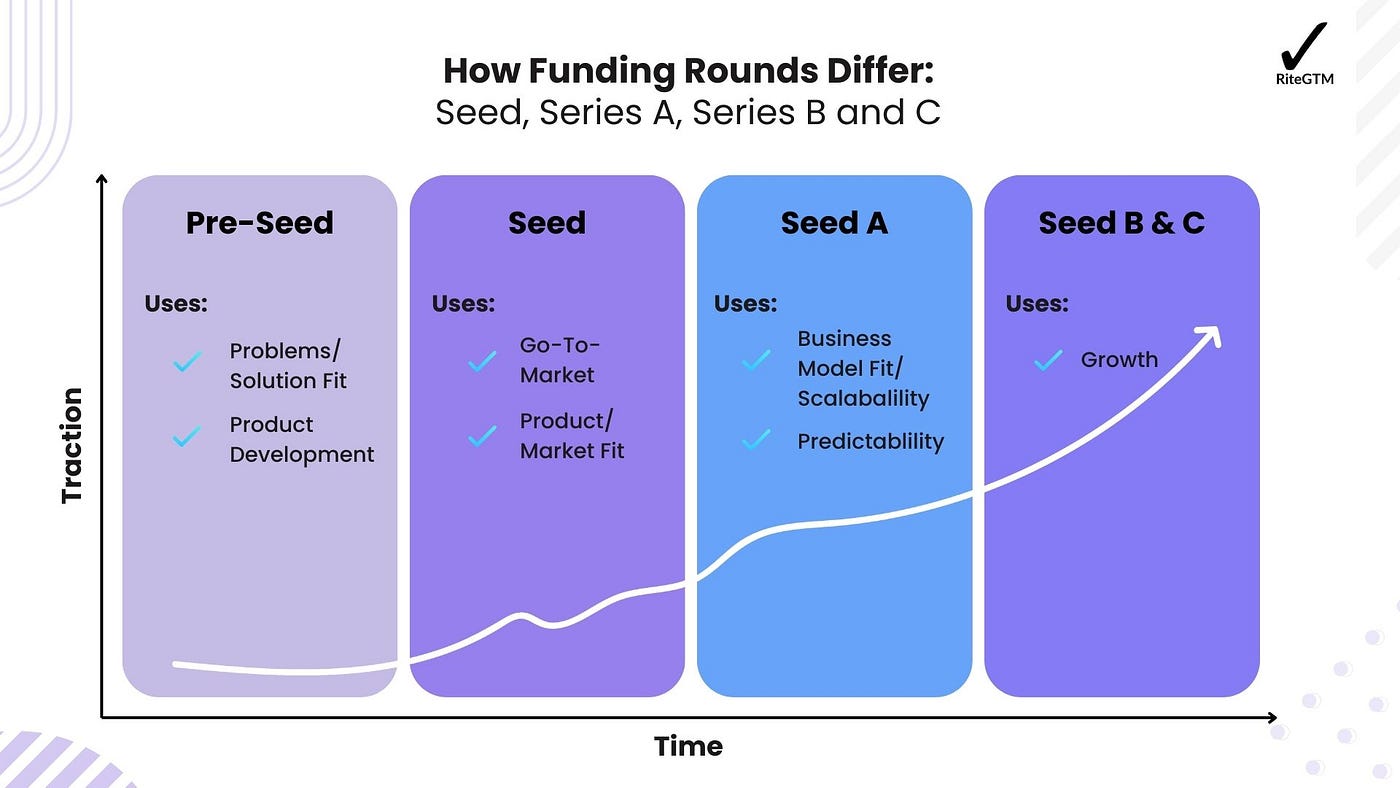 How Funding Rounds Differ:
Seed, Series A, Series B and C
RiteGTM
Traction
Pre-Seed
Uses:
Problems/
Solution Fit
Product
Development
Seed
Uses:
Go-To-
Market
Product/
Market Fit
Seed A
Uses:
Business
Model Fit/
Scalabalility
Predictablility
Seed B & C
Uses:
Growth
Time